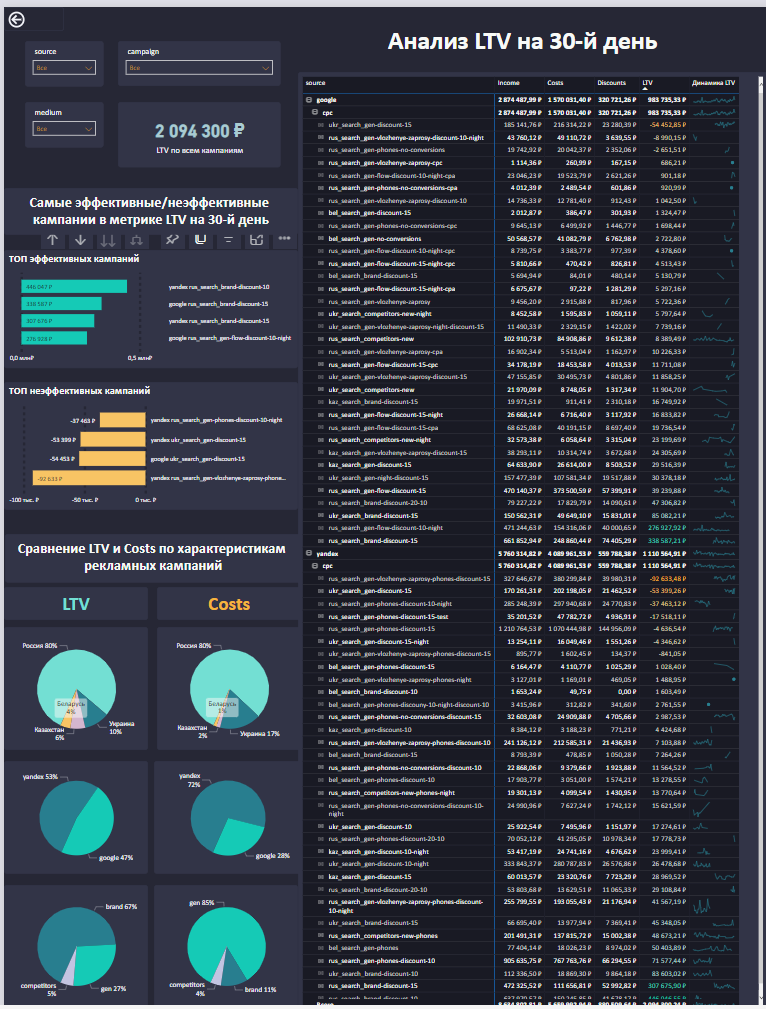 Анализ LTV на 30-й день
source
Все
campaign
Все
medium
Все
2 094 300 ₽
LTV по всем кампаниям
Самые эффективные/неэффективные
кампании в метрике LTV на 30-й день
ТОП эффективных кампаний
446 047 ₽ yandex rus_search_brand-discount-10
338 587 ₽ google rus_search_brand-discount-15
307 676 ₽ yandex rus_search_brand-discount-15
276 928 ₽ google rus_search_gen-flow-discount-10-night
0,0 млн₽ 0,5 млн₽
ТОП неэффективных кампаний
-37 463 ₽ yandex rus_search_gen-phones-discount-10-night
-53 399 ₽ yandex ukr_search_gen-discount-15
-54 453 ₽ google ukr_search_gen-discount-15
-92 633 ₽ yandex rus_search_gen-vlozhenye-zaprosy-phone...
-100 тыс. ₽ -50 тыс. ₽ 0 тыс. ₽
Сравнение LTV и Costs по характеристикам
рекламных кампаний
LTV Costs
Россия 80%
Беларусь
4%
Казахстан
6%
Украина
10%
Россия 80%
Беларусь
1%
Казахстан
2%
Украина 17%
yandex 53%
google 47%
yandex
72%
google 28%
brand 67%
competitors
5%
gen 27%
gen 85%
competitors
4%
brand 11%
source Income Costs Discounts LTV Динамика LTV
google 2 874 487,99 ₽ 1 570 031,40 ₽ 320 721,26 ₽ 983 735,33 ₽
cpc 2 874 487,99 ₽ 1 570 031,40 ₽ 320 721,26 ₽ 983 735,33 ₽
ukr_search_gen-discount-15 185 141,76 ₽ 216 314,22 ₽ 23 280,39 ₽ -54 452,85 ₽
rus_search_gen-vlozhenye-zaprosy-discount-10-night 43 760,12 ₽ 49 110,72 ₽ 3 639,55 ₽ -8 990,15 ₽
rus_search_gen-phones-no-conversions 19 742,92 ₽ 20 042,37 ₽ 2 352,06 ₽ -2 651,51 ₽
rus_search_gen-vlozhenye-zaprosy-cpc 1 114,36 ₽ 260,99 ₽ 167,15 ₽ 686,21 ₽
rus_search_gen-flow-discount-10-night-cpa 23 046,23 ₽ 19 523,79 ₽ 2 621,26 ₽ 901,18 ₽
rus_search_gen-phones-no-conversions-cpa 4 012,39 ₽ 2 489,54 ₽ 601,86 ₽ 920,99 ₽
rus_search_gen-vlozhenye-zaprosy-discount-10 14 736,33 ₽ 12 781,40 ₽ 912,43 ₽ 1 042,50 ₽
bel_search_gen-discount-15 2 012,87 ₽ 386,47 ₽ 301,93 ₽ 1 324,47 ₽
rus_search_gen-phones-no-conversions-cpc 9 645,13 ₽ 6 499,92 ₽ 1 446,77 ₽ 1 698,44 ₽
bel_search_gen-no-conversions 50 568,57 ₽ 41 082,79 ₽ 6 762,98 ₽ 2 722,80 ₽
rus_search_gen-flow-discount-10-night-cpc 8 739,75 ₽ 3 383,77 ₽ 977,39 ₽ 4 378,60 ₽
rus_search_gen-flow-discount-15-night-cpc 5 810,66 ₽ 470,42 ₽ 826,81 ₽ 4 513,43 ₽
bel_search_brand-discount-15 5 694,94 ₽ 84,01 ₽ 480,14 ₽ 5 130,79 ₽
rus_search_gen-flow-discount-15-night-cpa 6 675,67 ₽ 97,22 ₽ 1 281,29 ₽ 5 297,16 ₽
rus_search_gen-vlozhenye-zaprosy 9 456,20 ₽ 2 915,88 ₽ 817,96 ₽ 5 722,36 ₽
ukr_search_competitors-new-night 8 452,58 ₽ 1 595,83 ₽ 1 059,11 ₽ 5 797,64 ₽
ukr_search_gen-vlozhenye-zaprosy-night-discount-15 11 490,33 ₽ 2 329,15 ₽ 1 422,02 ₽ 7 739,16 ₽
rus_search_competitors-new 102 910,73 ₽ 84 908,86 ₽ 9 612,38 ₽ 8 389,49 ₽
rus_search_gen-vlozhenye-zaprosy-cpa 16 902,34 ₽ 5 513,04 ₽ 1 162,97 ₽ 10 226,33 ₽
rus_search_gen-flow-discount-15-cpc 34 178,19 ₽ 18 453,58 ₽ 4 013,53 ₽ 11 711,08 ₽
ukr_search_gen-vlozhenye-zaprosy-discount-15 47 155,85 ₽ 30 495,73 ₽ 4 801,86 ₽ 11 858,25 ₽
ukr_search_competitors-new 21 970,09 ₽ 8 748,05 ₽ 1 317,34 ₽ 11 904,70 ₽
kaz_search_brand-discount-15 19 971,51 ₽ 911,41 ₽ 2 310,18 ₽ 16 749,92 ₽
rus_search_gen-flow-discount-15-night 26 668,14 ₽ 6 716,40 ₽ 3 117,92 ₽ 16 833,82 ₽
rus_search_gen-flow-discount-15-cpa 68 625,08 ₽ 40 191,15 ₽ 8 697,40 ₽ 19 736,54 ₽
rus_search_competitors-new-night 32 573,38 ₽ 6 058,64 ₽ 3 315,04 ₽ 23 199,69 ₽
kaz_search_gen-vlozhenye-zaprosy-discount-15 38 293,11 ₽ 10 314,74 ₽ 3 672,68 ₽ 24 305,69 ₽
kaz_search_gen-discount-15 64 633,90 ₽ 26 614,00 ₽ 8 503,52 ₽ 29 516,39 ₽
ukr_search_gen-night-discount-15 157 477,39 ₽ 107 581,34 ₽ 19 517,88 ₽ 30 378,18 ₽
rus_search_gen-flow-discount-15 470 140,37 ₽ 373 500,59 ₽ 57 399,91 ₽ 39 239,88 ₽
rus_search_brand-discount-20-10 79 227,22 ₽ 17 829,79 ₽ 14 090,61 ₽ 47 306,82 ₽
ukr_search_brand-discount-15 150 562,31 ₽ 49 649,10 ₽ 15 831,01 ₽ 85 082,21 ₽
rus_search_gen-flow-discount-10-night 471 244,63 ₽ 154 316,06 ₽ 40 000,65 ₽ 276 927,92 ₽
rus_search_brand-discount-15 661 852,94 ₽ 248 860,44 ₽ 74 405,29 ₽ 338 587,21 ₽
yandex 5 760 314,82 ₽ 4 089 961,53 ₽ 559 788,38 ₽ 1 110 564,91 ₽
cpc 5 760 314,82 ₽ 4 089 961,53 ₽ 559 788,38 ₽ 1 110 564,91 ₽
rus_search_gen-vlozhenye-zaprosy-phones-discount-15 327 646,67 ₽ 380 299,84 ₽ 39 980,31 ₽ -92 633,48 ₽
ukr_search_gen-discount-15 170 261,31 ₽ 202 198,05 ₽ 21 462,52 ₽ -53 399,26 ₽
rus_search_gen-phones-discount-10-night 285 248,39 ₽ 297 940,68 ₽ 24 770,83 ₽ -37 463,12 ₽
rus_search_gen-phones-discount-15-test 35 201,52 ₽ 47 782,72 ₽ 4 936,91 ₽ -17 518,11 ₽
rus_search_gen-phones-discount-15 1 210 764,53 ₽ 1 070 444,98 ₽ 144 956,09 ₽ -4 636,54 ₽
ukr_search_gen-discount-15-night 13 254,11 ₽ 16 049,46 ₽ 1 551,26 ₽ -4 346,62 ₽
ukr_search_gen-vlozhenye-zaprosy-phones-discount-15 895,77 ₽ 1 602,45 ₽ 134,37 ₽ -841,05 ₽
bel_search_gen-phones-discount-15 6 164,47 ₽ 4 110,77 ₽ 1 025,29 ₽ 1 028,40 ₽
rus_search_gen-vlozhenye-zaprosy-phones-night 3 127,01 ₽ 1 169,01 ₽ 469,05 ₽ 1 488,95 ₽
bel_search_brand-discount-10 1 653,24 ₽ 49,75 ₽ 0,00 ₽ 1 603,49 ₽
bel_search_gen-phones-discouny-10-night-discount-10 3 415,96 ₽ 312,82 ₽ 341,60 ₽ 2 761,55 ₽
rus_search_gen-phones-no-conversions-discount-15 32 603,08 ₽ 24 909,88 ₽ 4 705,66 ₽ 2 987,53 ₽
kaz_search_gen-discount-10 8 384,12 ₽ 3 188,23 ₽ 771,21 ₽ 4 424,68 ₽
rus_search_gen-vlozhenye-zaprosy-phones-discount-10 241 126,12 ₽ 212 585,31 ₽ 21 436,93 ₽ 7 103,88 ₽
bel_search_brand-discount-15 8 793,39 ₽ 478,85 ₽ 1 050,28 ₽ 7 264,26 ₽
rus_search_gen-phones-no-conversions-discount-10 22 868,06 ₽ 9 379,66 ₽ 1 923,88 ₽ 11 564,52 ₽
bel_search_gen-phones-discount-10 17 903,77 ₽ 3 051,00 ₽ 1 574,21 ₽ 13 278,55 ₽
rus_search_competitors-new-phones-night 19 301,13 ₽ 4 099,54 ₽ 1 430,95 ₽ 13 770,64 ₽
rus_search_gen-phones-no-conversions-discount-10-
night 24 990,96 ₽ 7 627,24 ₽ 1 742,12 ₽ 15 621,59 ₽
ukr_search_gen-discount-10 25 922,54 ₽ 7 495,96 ₽ 1 151,97 ₽ 17 274,61 ₽
rus_search_gen-phones-discount-20-10 70 052,12 ₽ 41 295,05 ₽ 10 978,34 ₽ 17 778,73 ₽
kaz_search_gen-discount-10-night 53 417,19 ₽ 24 741,16 ₽ 4 676,62 ₽ 23 999,41 ₽
ukr_search_gen-discount-10-night 333 843,37 ₽ 280 787,83 ₽ 26 576,86 ₽ 26 478,68 ₽
kaz_search_gen-discount-15 60 013,57 ₽ 23 320,76 ₽ 7 723,29 ₽ 28 969,52 ₽
rus_search_brand-discount-20-10 53 803,68 ₽ 13 629,51 ₽ 11 065,33 ₽ 29 108,84 ₽
rus_search_gen-vlozhenye-zaprosy-phones-discount-
10-night 255 799,55 ₽ 193 055,43 ₽ 21 176,94 ₽ 41 567,19 ₽
ukr_search_brand-discount-15 66 695,40 ₽ 13 977,94 ₽ 7 369,41 ₽ 45 348,05 ₽
rus_search_competitors-new-phones 201 491,31 ₽ 137 815,72 ₽ 15 002,38 ₽ 48 673,21 ₽
bel_search_gen-phones 77 404,14 ₽ 18 026,23 ₽ 8 974,02 ₽ 50 403,89 ₽
rus_search_gen-phones-discount-10 905 635,75 ₽ 767 763,76 ₽ 66 294,55 ₽ 71 577,44 ₽
ukr_search_brand-discount-10 112 336,50 ₽ 18 869,30 ₽ 9 864,18 ₽ 83 603,02 ₽
rus_search_brand-discount-15 472 325,52 ₽ 111 656,81 ₽ 52 992,82 ₽ 307 675,90 ₽